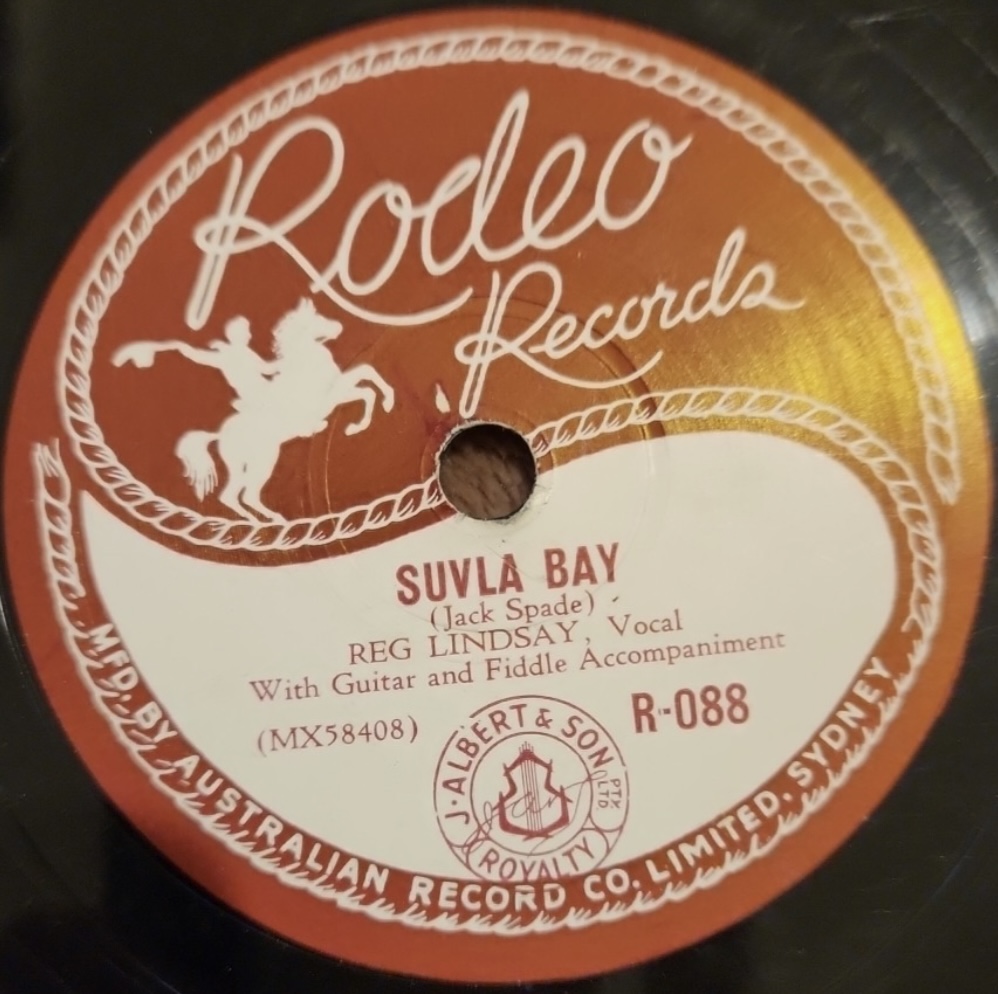 Rodeo
Records
SUVLA BAY
(Jack Spade)
REG LINDSAY, Vocal
With Guitar and Fiddle Accompaniment
(MX58408)
R-088
J. ALBERT & SON
PTY
LTD
ROYALTY
MFD. BY AUSTRALIAN RECORD CO. LIMITED. SYDNEY